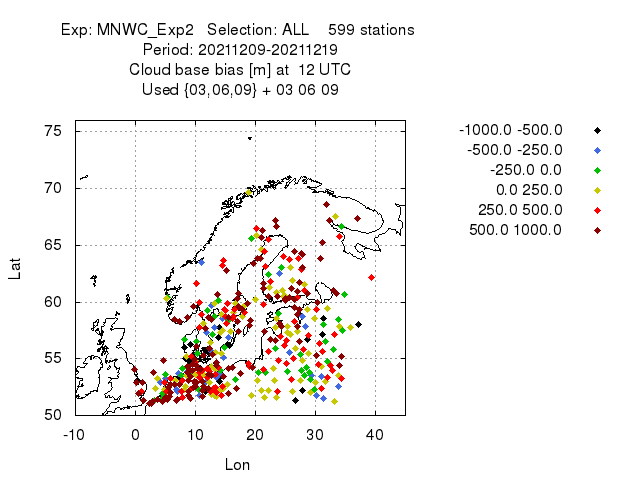 Exp: MNWC_Exp2 Selection: ALL 599 stations
Period: 20211209-20211219
Cloud base bias [m] at 12 UTC
Used {03,06,09} + 03 06 09
-1000.0 -500.0
-500.0 -250.0
-250.0 0.0
0.0 250.0
250.0 500.0
500.0 1000.0
75
70
65
60
55
50
Lat
-10 0 10 20 30 40
Lon